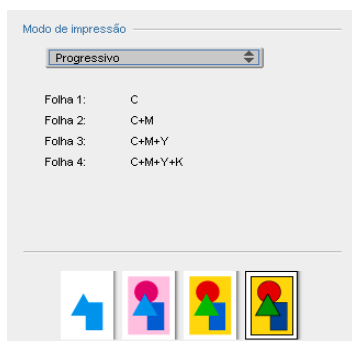 Modo de impressão
Progressivo
Folha 1: C
Folha 2: C+M
Folha 3: C+M+Y
Folha 4: C+M+Y+K